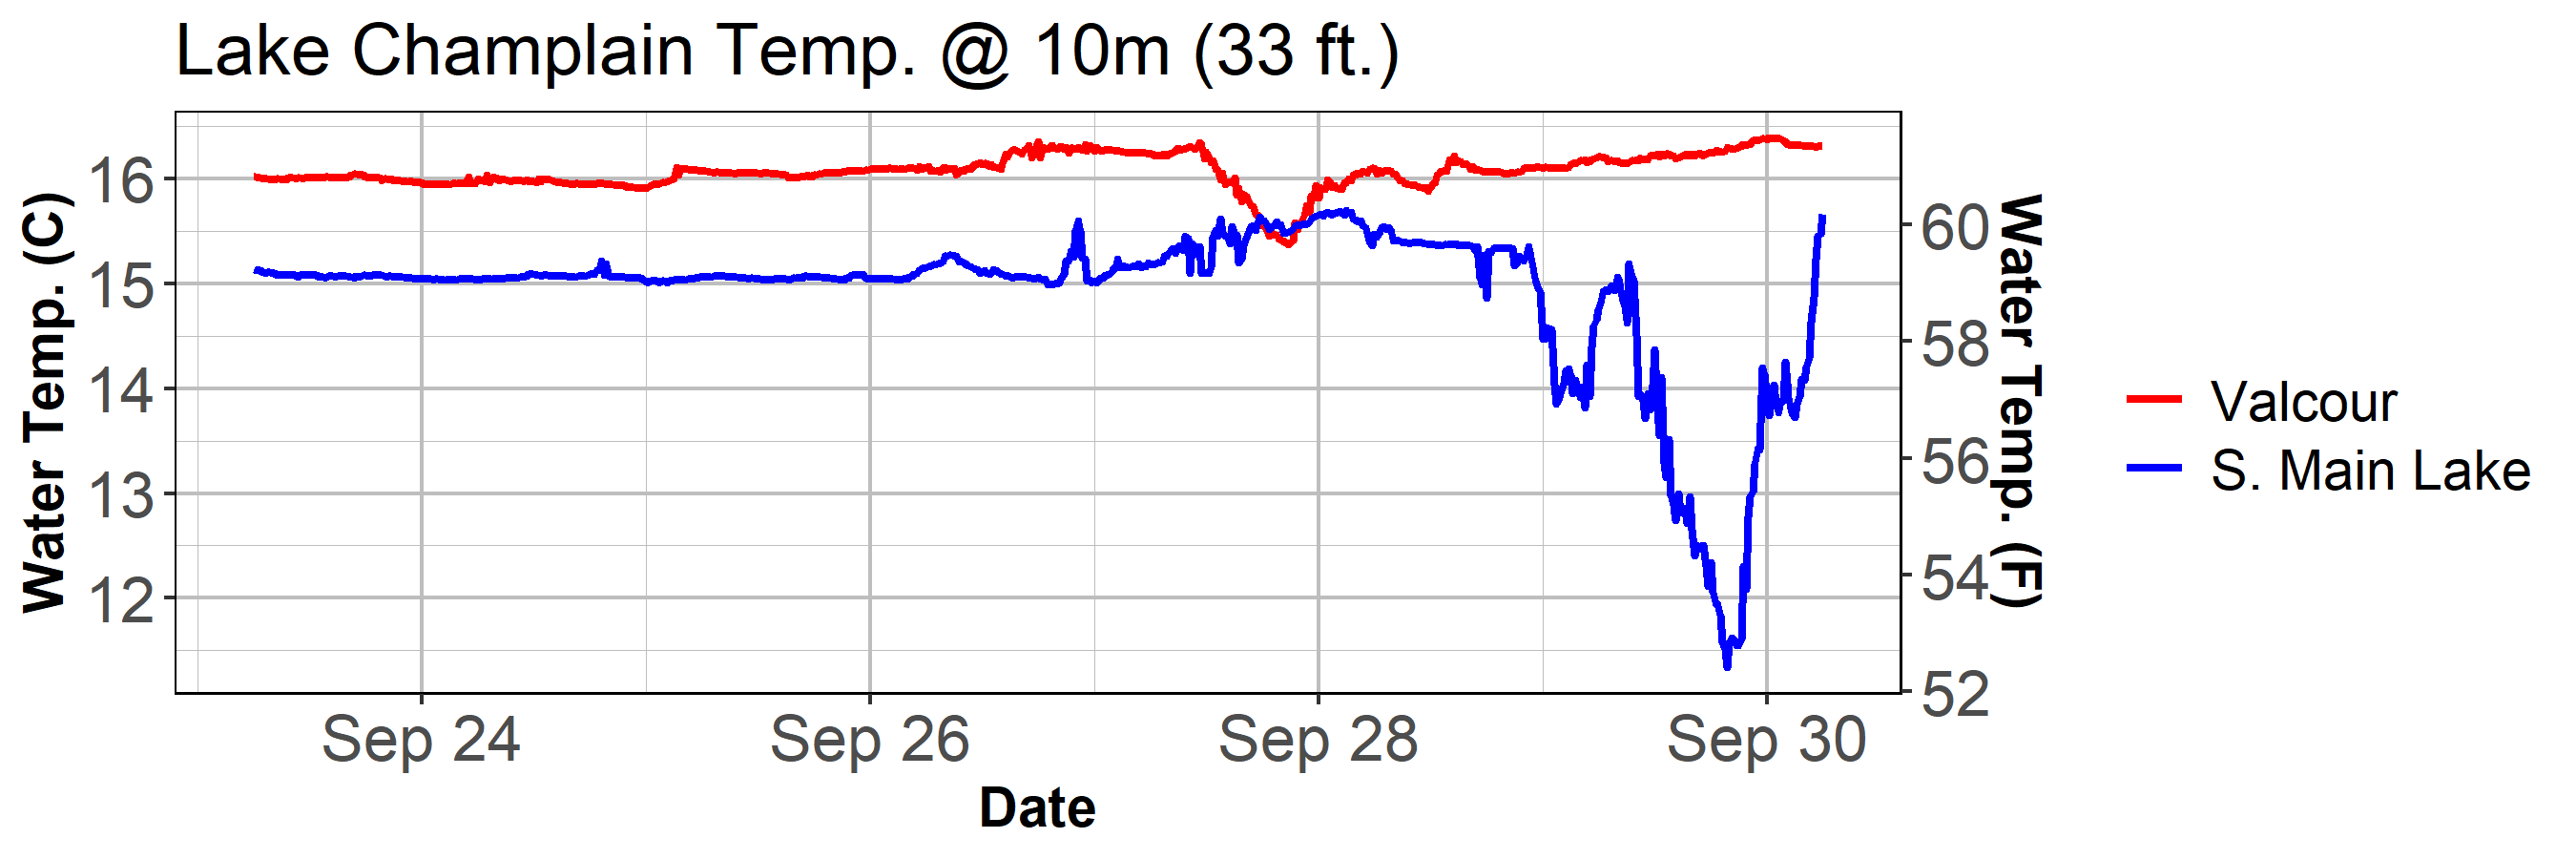 Lake Champlain Temp. @ 10m (33 ft.)
Water Temp. (C)
16
15
14
13
12
60
58
56
54
52
Water Temp. (F)
Sep 24
Sep 26
Sep 28
Sep 30
Date
Valcour
S. Main Lake